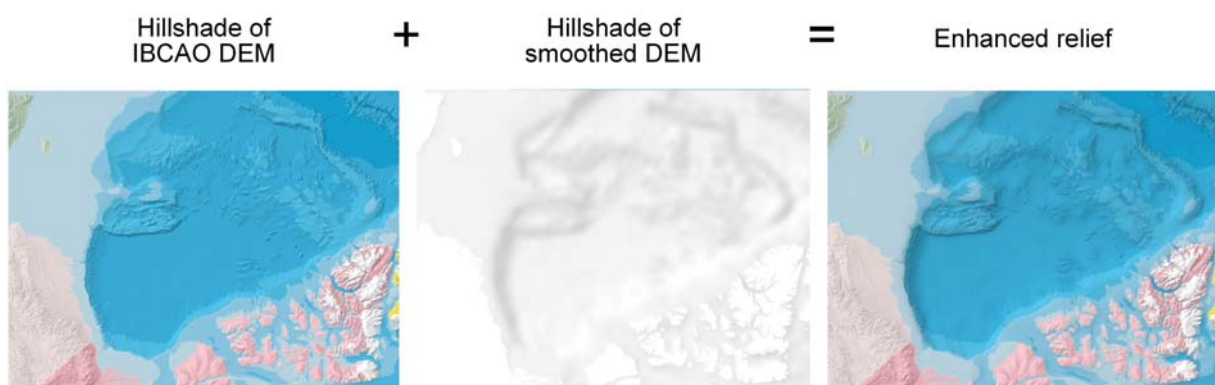 Hillshade of
IBCAO DEM
+
Hillshade of
smoothed DEM
=
Enhanced relief